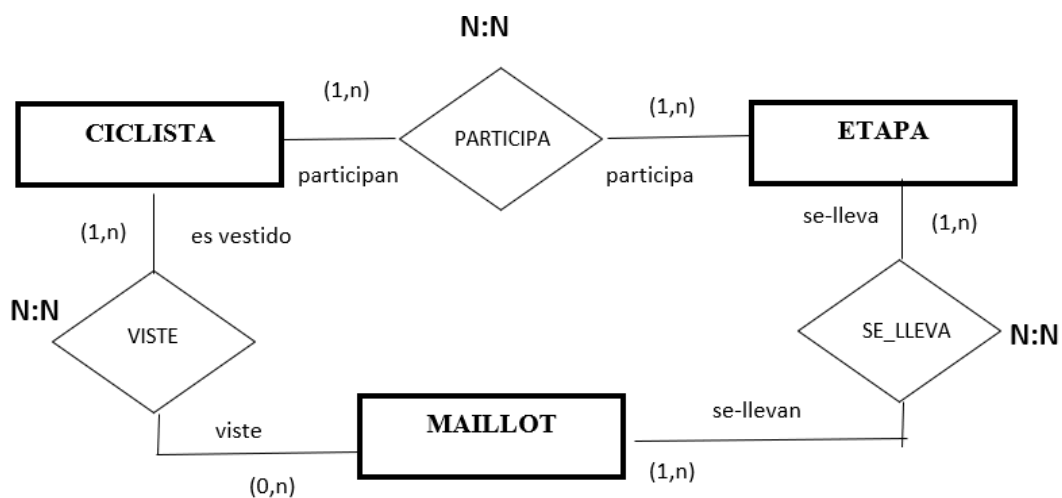 N:N
(1,n)
(1,n)
CICLISTA
PARTICIPA
ETAPA
participan
participa
(1,n)
es vestido
se-lleva
(1,n)
N:N
VISTE
SE_LLEVA
N:N
viste
MAILLOT
se-llevan
(0,n)
(1,n)